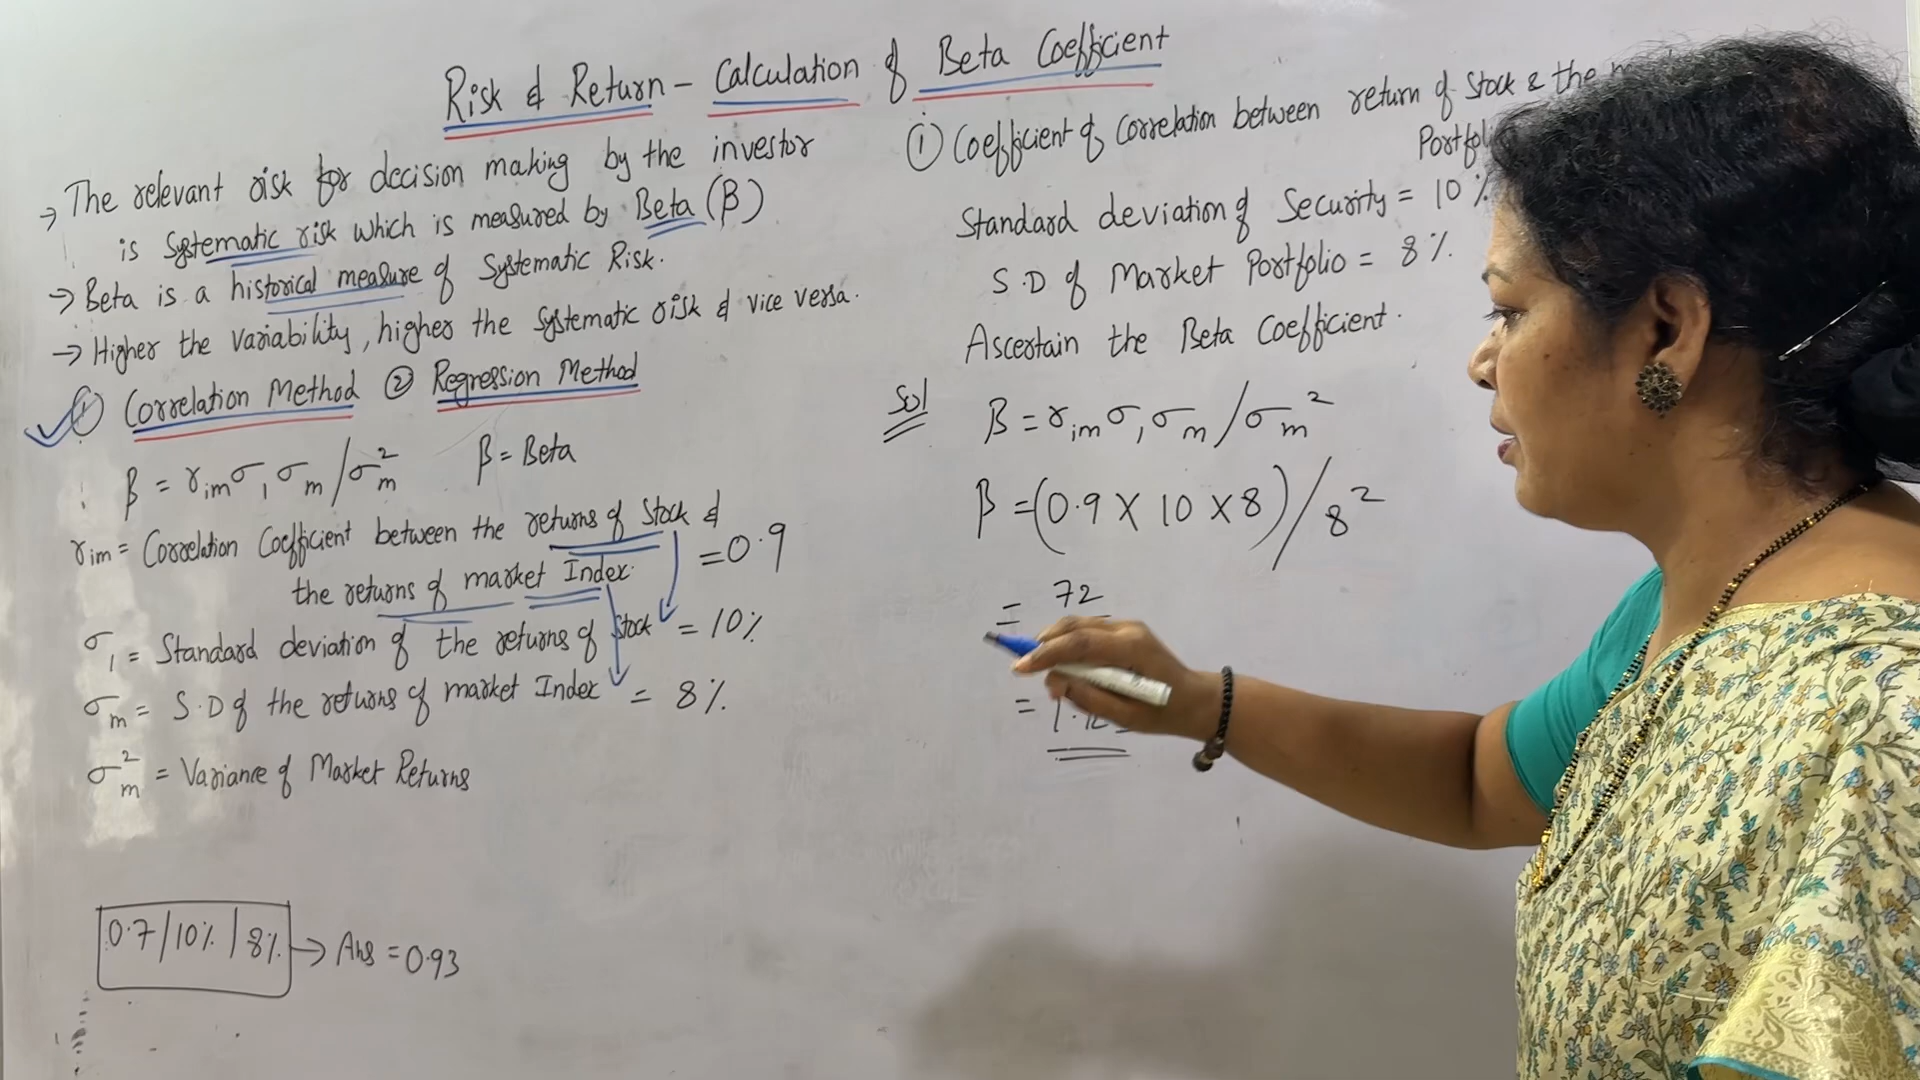 Risk & Return - Calculation of Beta Coefficient
→ The relevant risk for decision making by the investor
is Systematic risk which is measured by Beta (β)
→ Beta is a historical measure of Systematic Risk.
→ Higher the variability, higher the Systematic risk & vice versa.
① Correlation Method ② Regression Method
β = rimσ1σm/σm² β = Beta
rim = Correlation Coefficient between the returns of Stock &
the returns of market Index. = 0.9
σ1 = Standard deviation of the returns of Stock = 10%
σm = S.D of the returns of market Index = 8%
σm² = Variance of Market Returns
0.7/10% | 8% → Ans = 0.93
① Coefficient of Correlation between return of Stock & the
Standard deviation of Security = 10%
S.D of Market Portfolio = 8%.
Ascertain the Beta Coefficient.
Sol β = rimσ1σm/σm²
β = (0.9 X 10 X 8)/8²
= 72
=